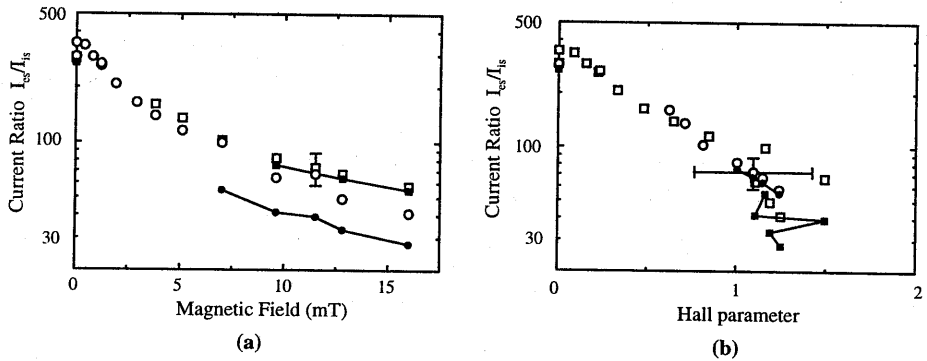 500
100
30
Current Ratio I_es/I_is
0
5
10
15
Magnetic Field (mT)
(a)
500
100
30
Current Ratio I_es/I_is
0
1
2
Hall parameter
(b)